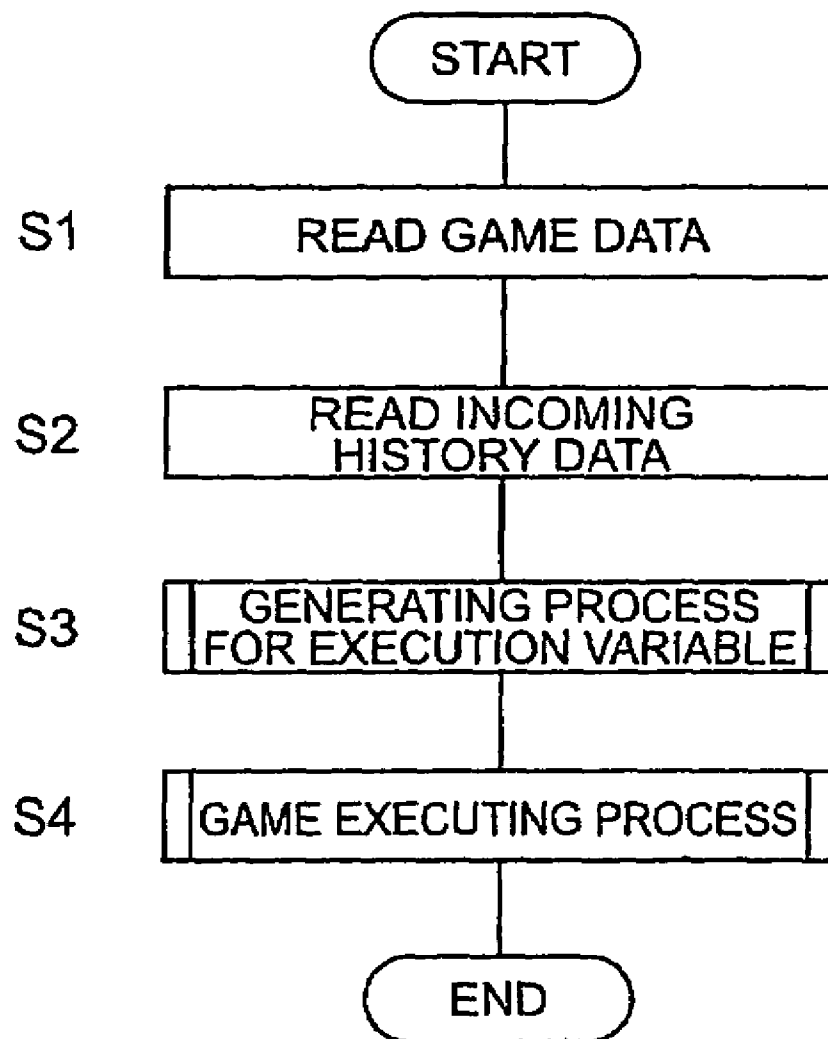 START
S1
READ GAME DATA
S2
READ INCOMING
HISTORY DATA
S3
GENERATING PROCESS
FOR EXECUTION VARIABLE
S4
GAME EXECUTING PROCESS
END